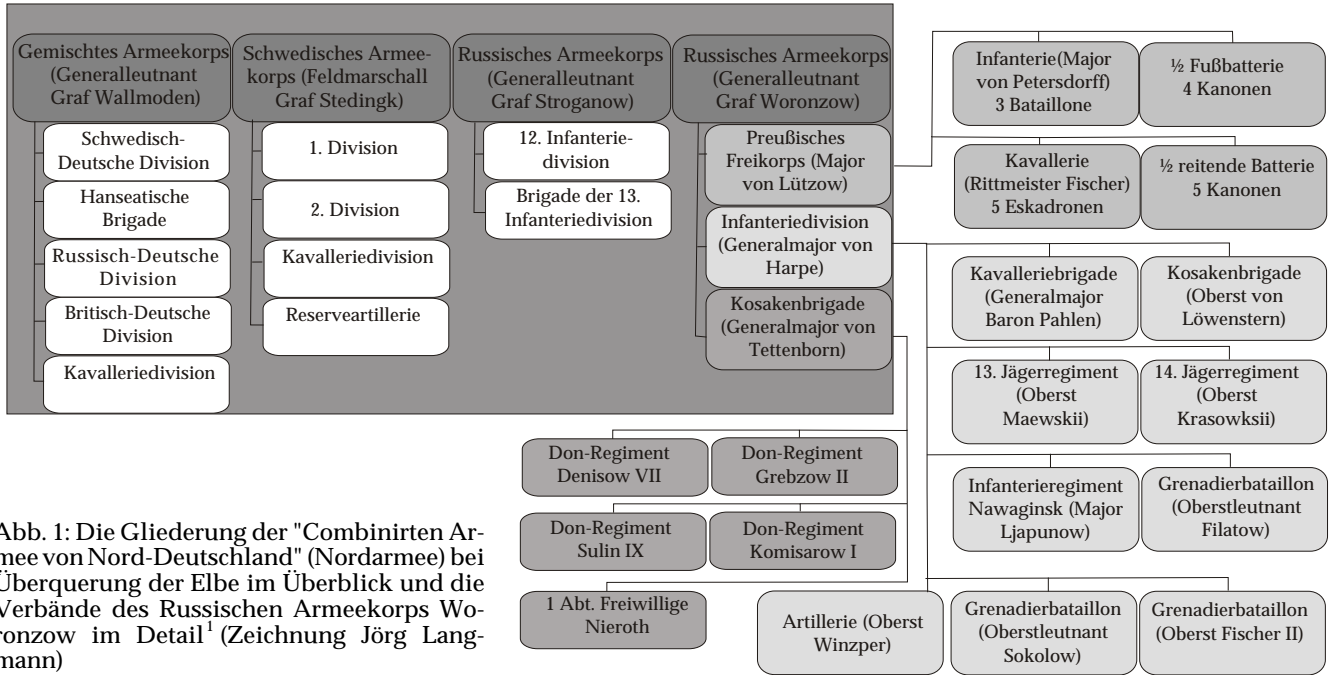 Gemischtes Armeekorps
(Generalleutnant
Graf Wallmoden)
Schwedisch-
Deutsche Division
Hanseatische
Brigade
Russisch-Deutsche
Division
Britisch-Deutsche
Division
Kavalleriedivision
Schwedisches Armee-
korps (Feldmarschall
Graf Stedingk)
1. Division
2. Division
Kavalleriedivision
Reserveartillerie
Russisches Armeekorps
(Generalleutnant
Graf Stroganow)
12. Infanterie-
division
Brigade der 13.
Infanteriedivision
Russisches Armeekorps
(Generalleutnant
Graf Woronzow)
Preußisches
Freikorps (Major
von Lützow)
Infanteriedivision
(Generalmajor von
Harpe)
Kosakenbrigade
(Generalmajor von
Tettenborn)
Infanterie(Major
von Petersdorff)
3 Bataillone
½ Fußbatterie
4 Kanonen
Kavallerie
(Rittmeister Fischer)
5 Eskadronen
½ reitende Batterie
5 Kanonen
Kavalleriebrigade
(Generalmajor
Baron Pahlen)
Kosakenbrigade
(Oberst von
Löwenstern)
13. Jägerregiment
(Oberst
Maewskii)
14. Jägerregiment
(Oberst
Krasowksii)
Infanterieregiment
Nawaginsk (Major
Ljapunow)
Grenadierbataillon
(Oberstleutnant
Filatow)
Artillerie (Oberst
Winzper)
Grenadierbataillon
(Oberstleutnant
Sokolow)
Grenadierbataillon
(Oberst Fischer II)
Don-Regiment
Denisow VII
Don-Regiment
Grebzow II
Don-Regiment
Sulin IX
Don-Regiment
Komisarow I
1 Abt. Freiwillige
Nieroth
Abb. 1: Die Gliederung der "Combinirten Ar-
mee von Nord-Deutschland" (Nordarmee) bei
Überquerung der Elbe im Überblick und die
Verbände des Russischen Armeekorps Wo-
ronzow im Detail¹ (Zeichnung Jörg Lang-
mann)